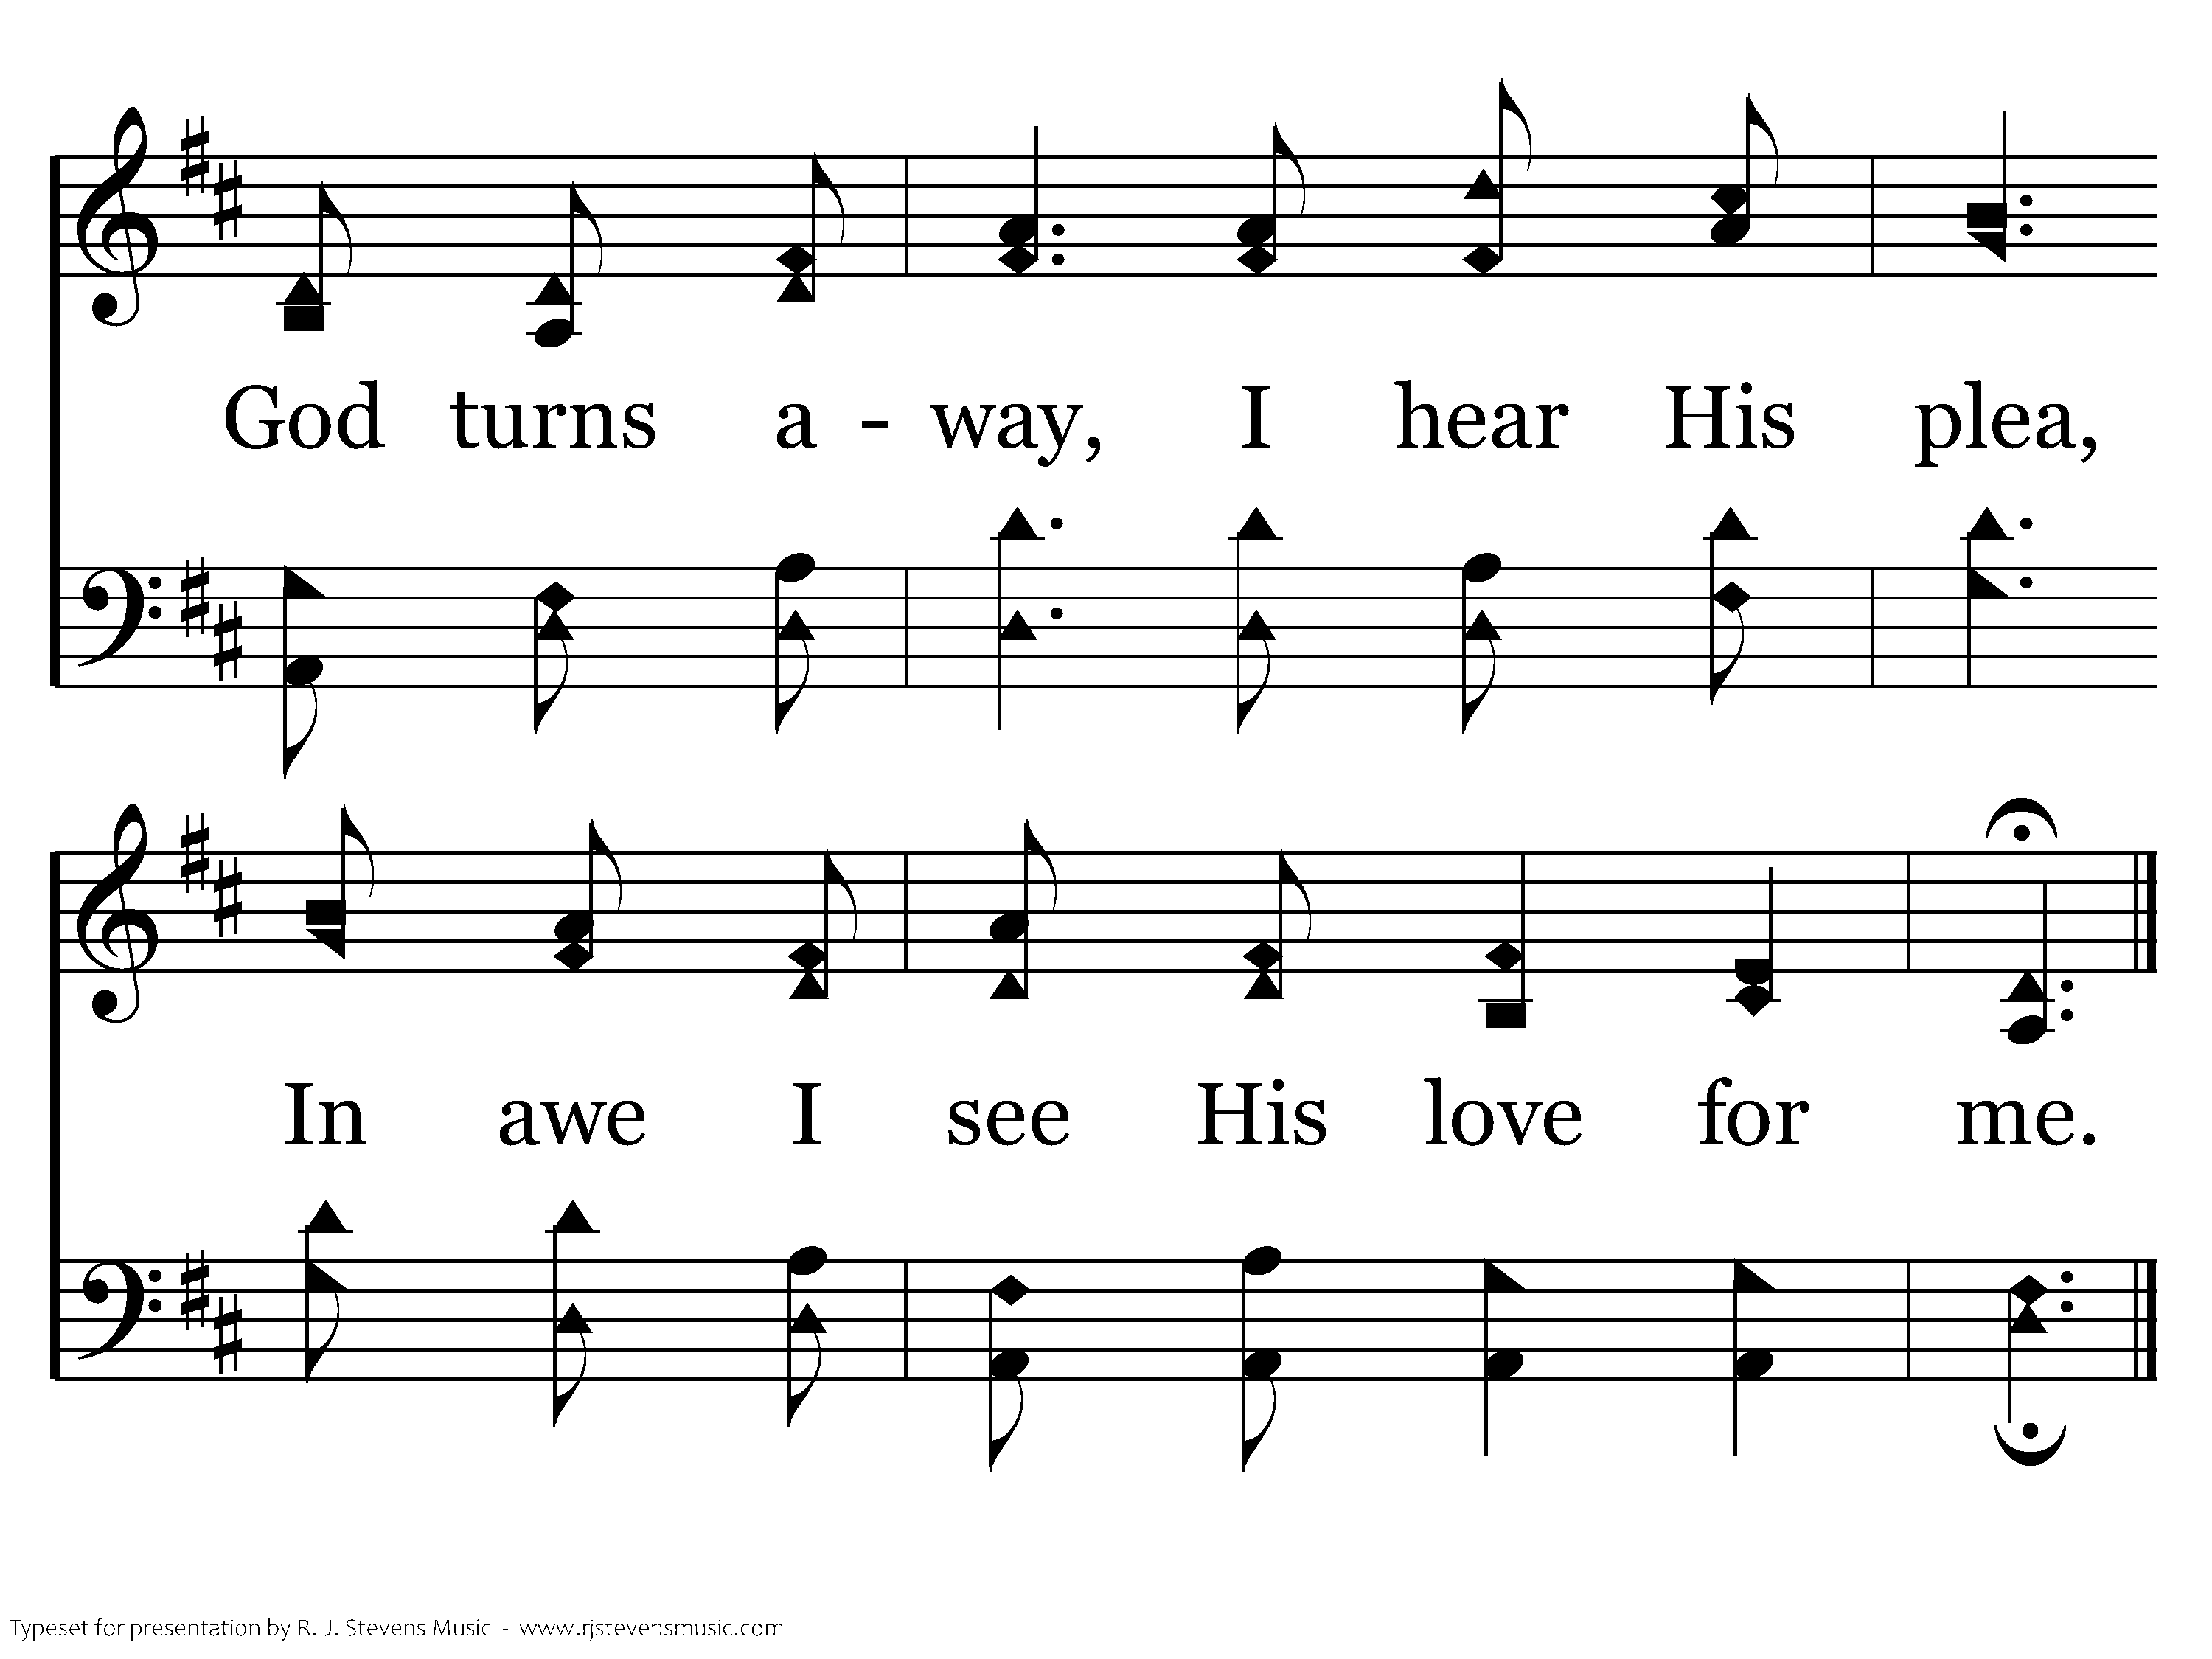 God turns a - way, I hear His plea,
In awe I see His love for me.
Typeset for presentation by R. J. Stevens Music - www.rjstevensmusic.com